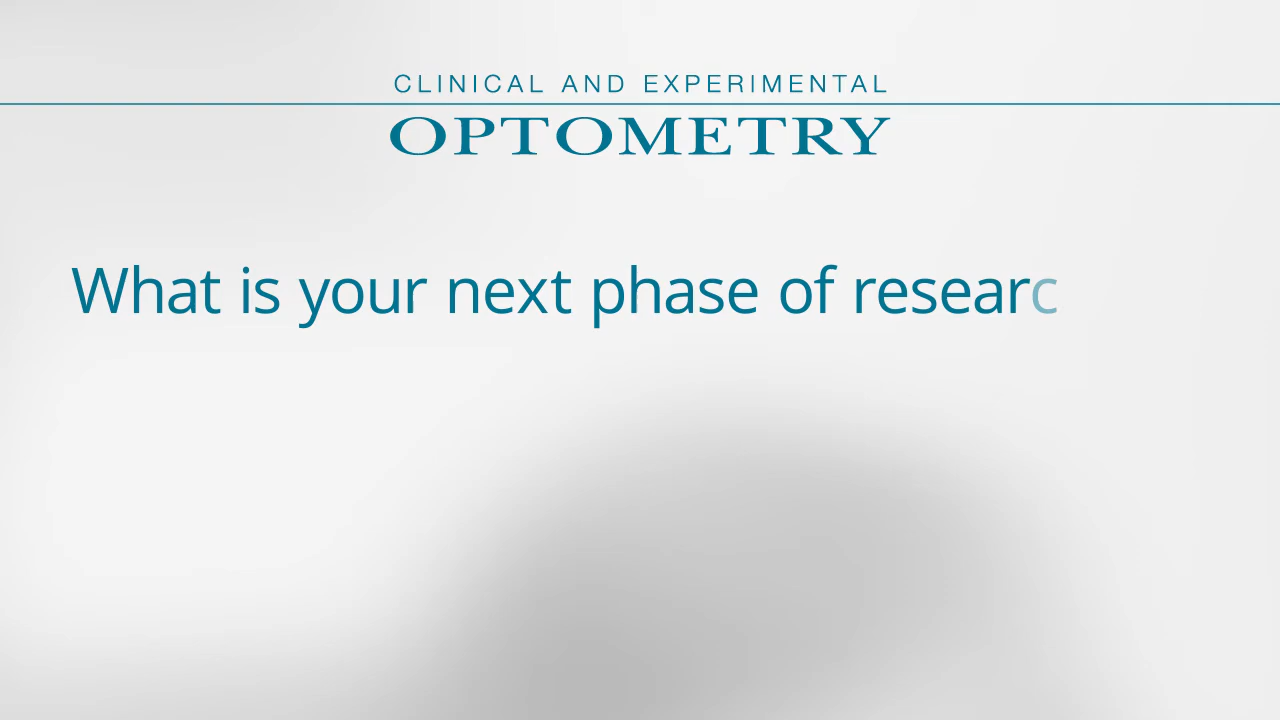 CLINICAL AND EXPERIMENTAL
OPTOMETRY
What is your next phase of researc